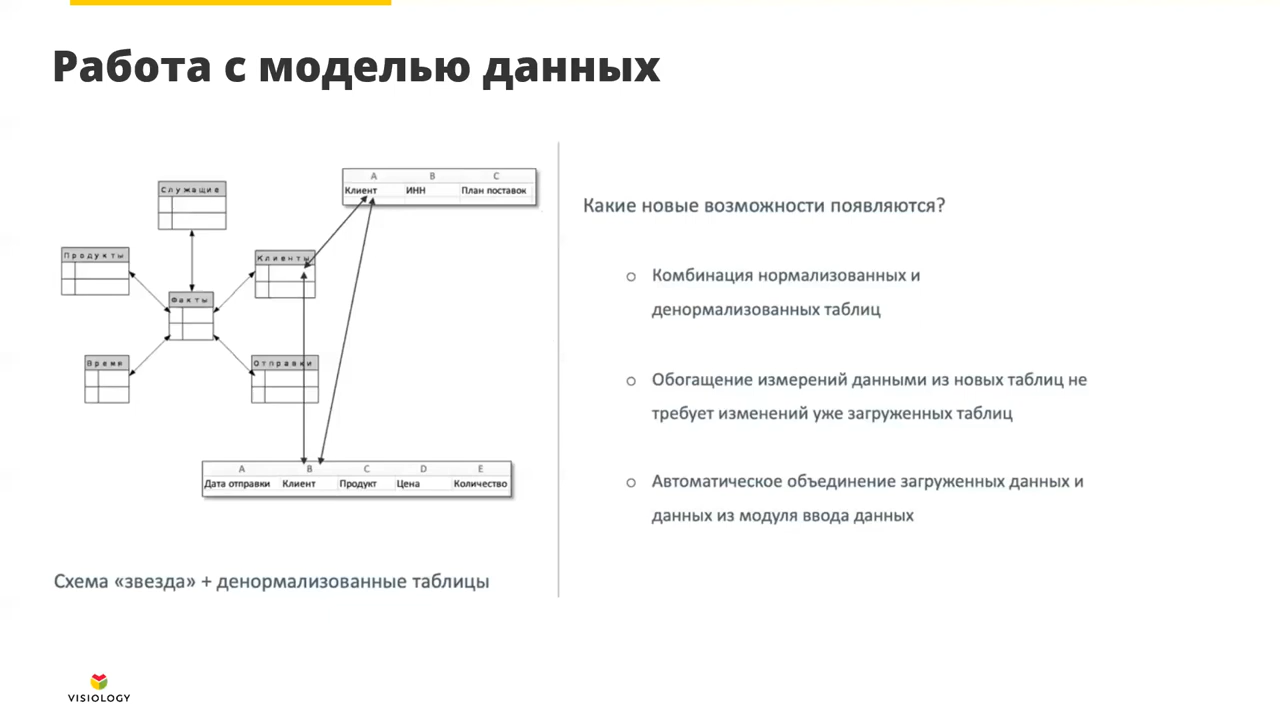 Работа с моделью данных
Служащие
Продукты
Клиенты
Факты
Время
Отправки
A B C
Клиент ИНН План поставок
A B C D E
Дата отправки Клиент Продукт Цена Количество
Схема «звезда» + денормализованные таблицы
Какие новые возможности появляются?
Комбинация нормализованных и
денормализованных таблиц
Обогащение измерений данными из новых таблиц не
требует изменений уже загруженных таблиц
Автоматическое объединение загруженных данных и
данных из модуля ввода данных
VISIOLOGY